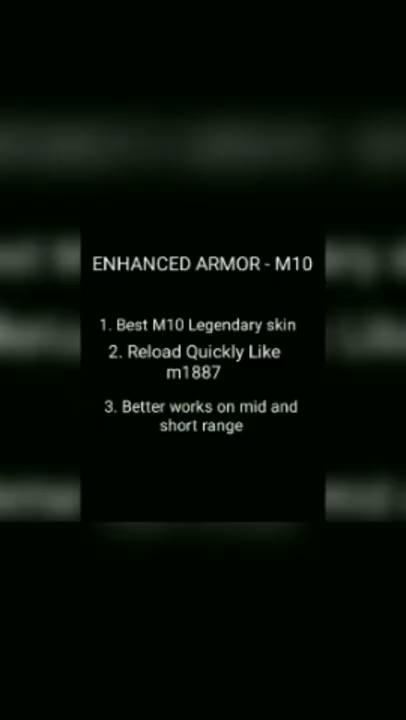 ENHANCED ARMOR - M10
1. Best M10 Legendary skin
2. Reload Quickly Like
m1887
3. Better works on mid and
short range